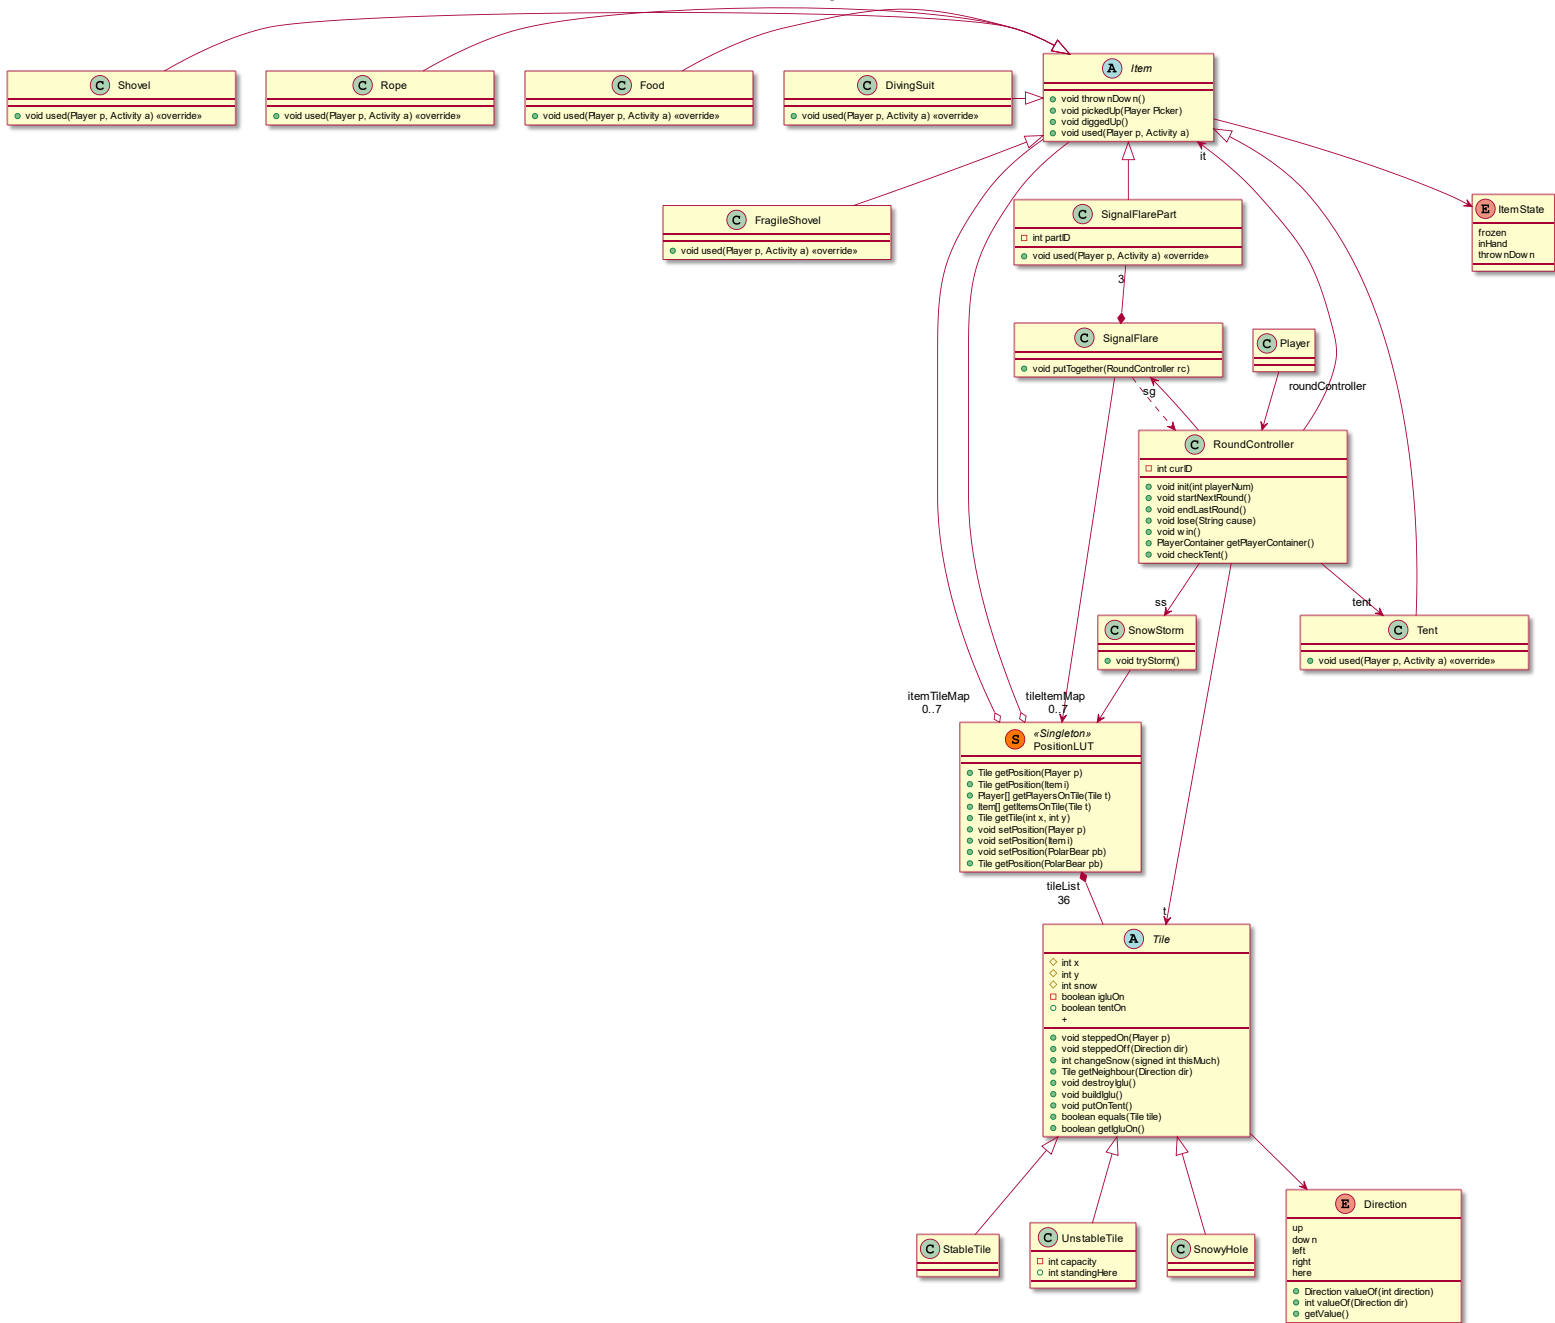 C Shovel
void used(Player p, Activity a) «override»
C Rope
void used(Player p, Activity a) «override»
C Food
void used(Player p, Activity a) «override»
C DivingSuit
void used(Player p, Activity a) «override»
A Item
void thrownDown()
void pickedUp(Player Picker)
void diggedUp()
void used(Player p, Activity a)
it
C FragileShovel
void used(Player p, Activity a) «override»
C SignalFlarePart
int partID
void used(Player p, Activity a) «override»
E ItemState
frozen
inHand
thrownDown
3
C SignalFlare
void putTogether(RoundController rc)
C Player
sg
roundController
C RoundController
int curID
void init(int playerNum)
void startNextRound()
void endLastRound()
void lose(String cause)
void win()
PlayerContainer getPlayerContainer()
void checkTent()
ss
tent
C SnowStorm
void tryStorm()
C Tent
void used(Player p, Activity a) «override»
itemTileMap
0..7
tileItemMap
0..7
S «Singleton»
PositionLUT
Tile getPosition(Player p)
Tile getPosition(Item i)
Player[] getPlayersOnTile(Tile t)
Item[] getItemsOnTile(Tile t)
Tile getTile(int x, int y)
void setPosition(Player p)
void setPosition(Item i)
void setPosition(PolarBear pb)
Tile getPosition(PolarBear pb)
tileList
36
t
A Tile
int x
int y
int snow
boolean igluOn
boolean tentOn
+
void steppedOn(Player p)
void steppedOff(Direction dir)
int changeSnow(signed int thisMuch)
Tile getNeighbour(Direction dir)
void destroyIglu()
void buildIglu()
void putOnTent()
boolean equals(Tile tile)
boolean getIgluOn()
C StableTile
C UnstableTile
int capacity
int standingHere
C SnowyHole
E Direction
up
down
left
right
here
Direction valueOf(int direction)
int valueOf(Direction dir)
getValue()